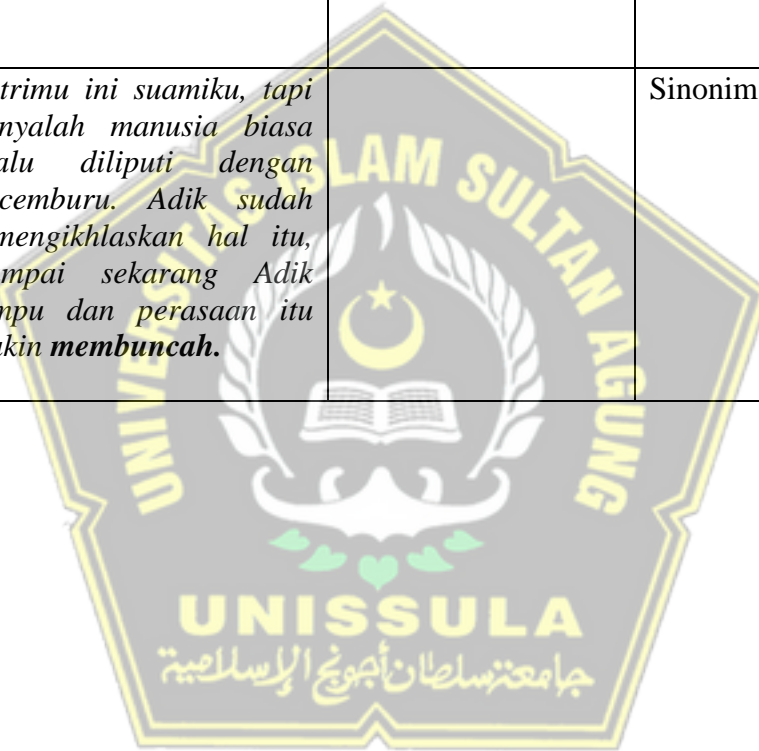 trimu ini suamiku, tapi
nyalah manusia biasa
alu diliputi dengan
cemburu. Adik sudah
mengikhlaskan hal itu,
mpai sekarang Adik
mpu dan perasaan itu
akin membuncah.
Sinonim
UNIVERSITAS ISLAM SULTAN AGUNG
UNISSULA
جامعة سلطان أجونج الإسلامية